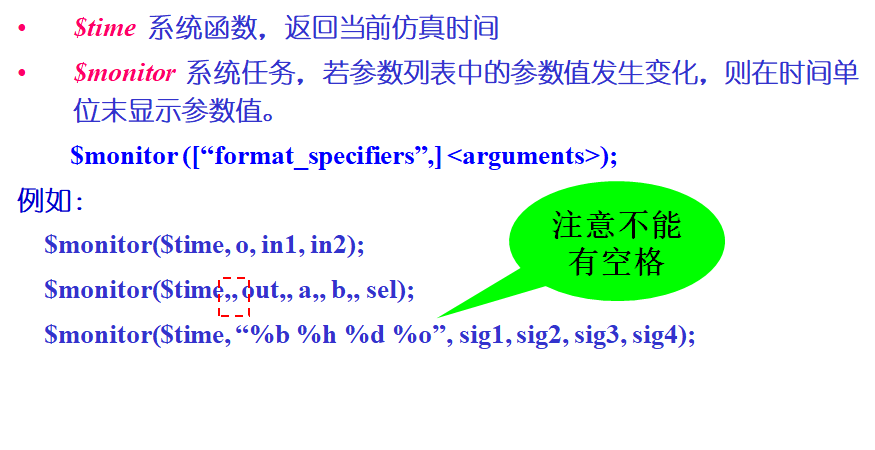 • $time 系统函数，返回当前仿真时间
• $monitor 系统任务，若参数列表中的参数值发生变化，则在时间单
位末显示参数值。
$monitor ([“format_specifiers”,] <arguments>);
例如：
$monitor($time, o, in1, in2);
$monitor($time,, out,, a,, b,, sel);
$monitor($time, “%b %h %d %o”, sig1, sig2, sig3, sig4);
注意不能
有空格